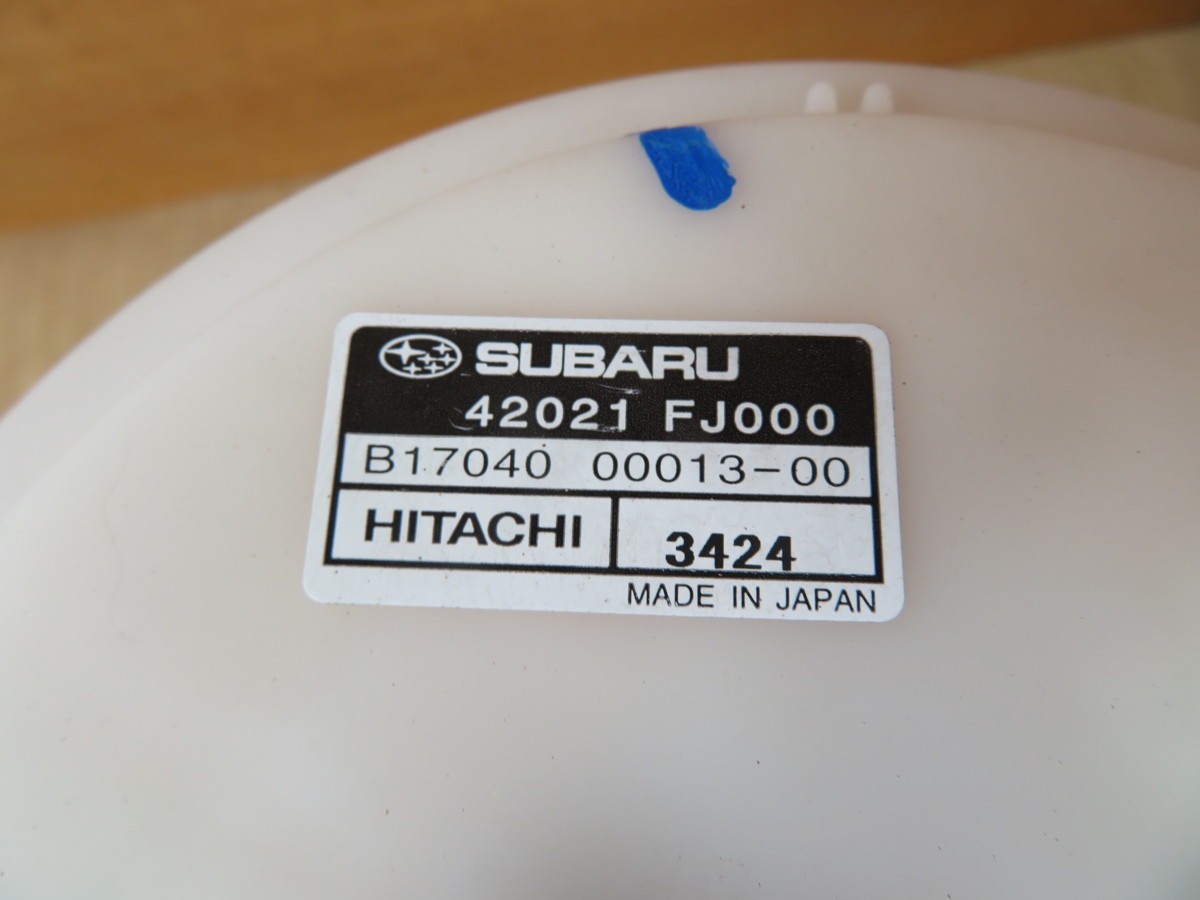 SUBARU
42021 FJ000
B17040 00013-00
HITACHI 3424
MADE IN JAPAN